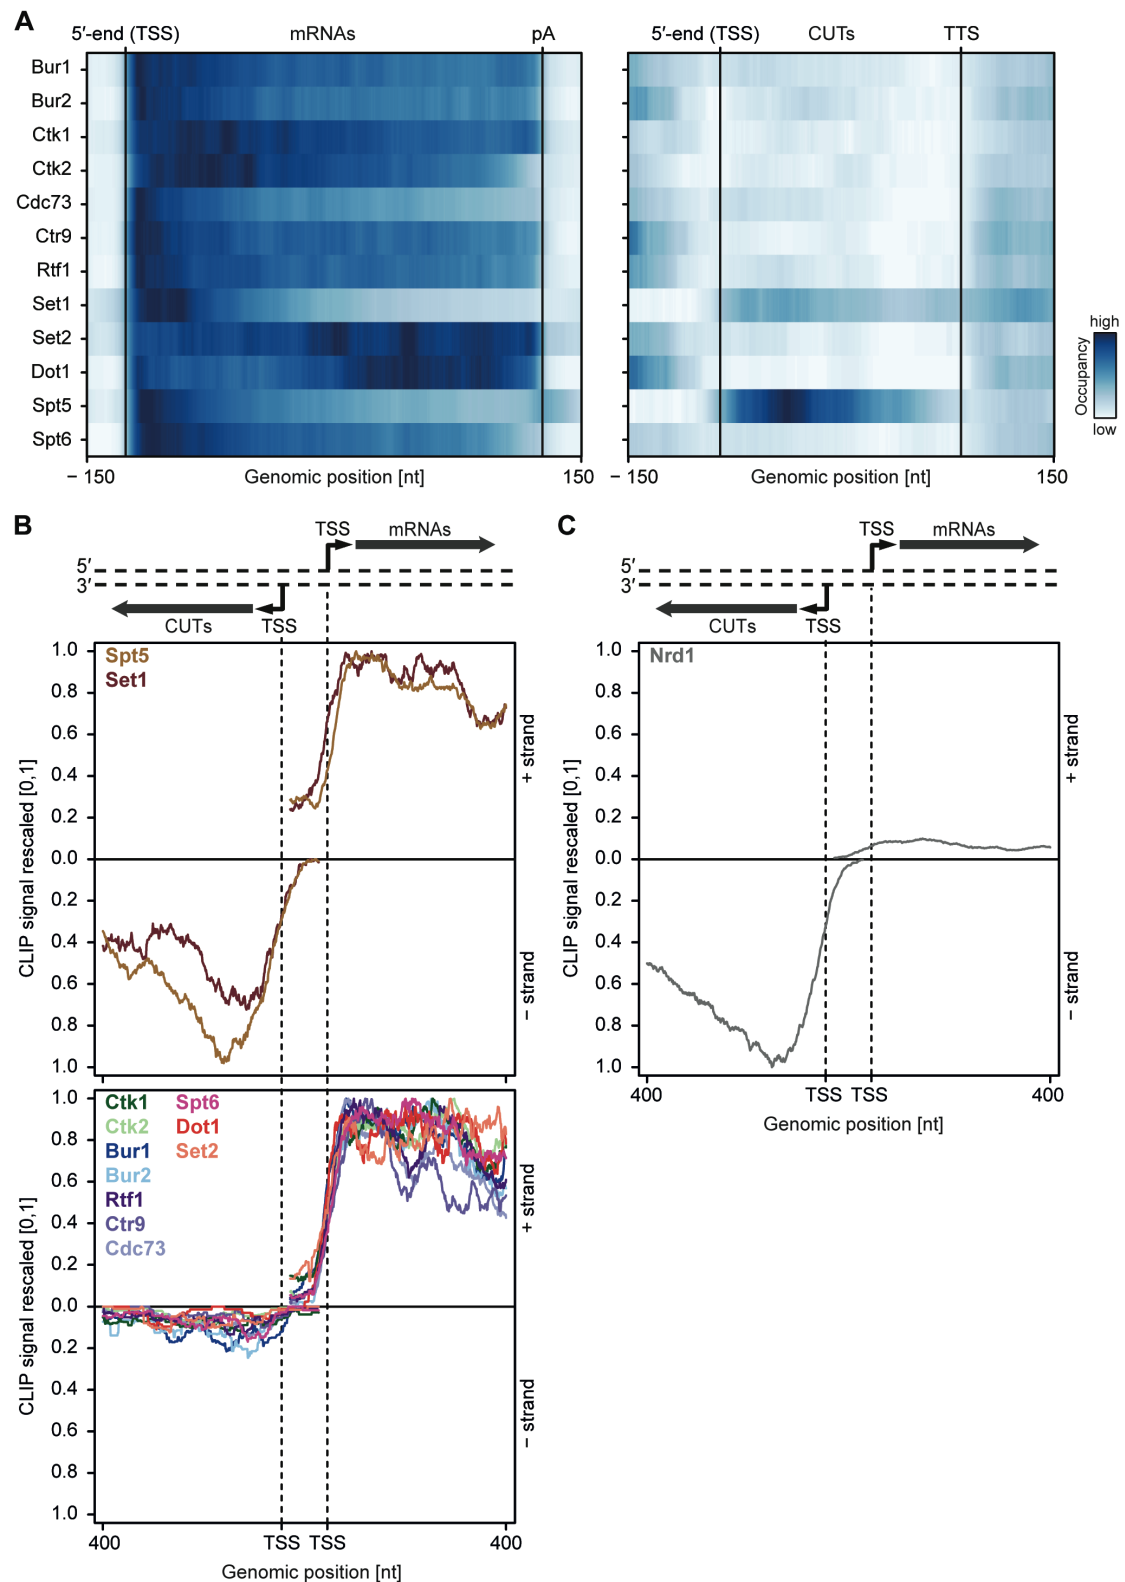 A
5′-end (TSS) mRNAs pA
5′-end (TSS) CUTs TTS
Bur1
Bur2
Ctk1
Ctk2
Cdc73
Ctr9
Rtf1
Set1
Set2
Dot1
Spt5
Spt6
high
Occupancy
low
− 150 Genomic position [nt] 150
− 150 Genomic position [nt] 150
B
TSS mRNAs
5′
3′
CUTs TSS
Spt5
Set1
1.0
0.8
0.6
0.4
0.2
0.0
0.2
0.4
0.6
0.8
1.0
CLIP signal rescaled [0,1]
+ strand
− strand
Ctk1 Spt6
Ctk2 Dot1
Bur1 Set2
Bur2
Rtf1
Ctr9
Cdc73
1.0
0.8
0.6
0.4
0.2
0.0
0.2
0.4
0.6
0.8
1.0
CLIP signal rescaled [0,1]
+ strand
− strand
400 TSS TSS 400
Genomic position [nt]
C
TSS mRNAs
5′
3′
CUTs TSS
Nrd1
1.0
0.8
0.6
0.4
0.2
0.0
0.2
0.4
0.6
0.8
1.0
CLIP signal rescaled [0,1]
+ strand
− strand
400 TSS TSS 400
Genomic position [nt]